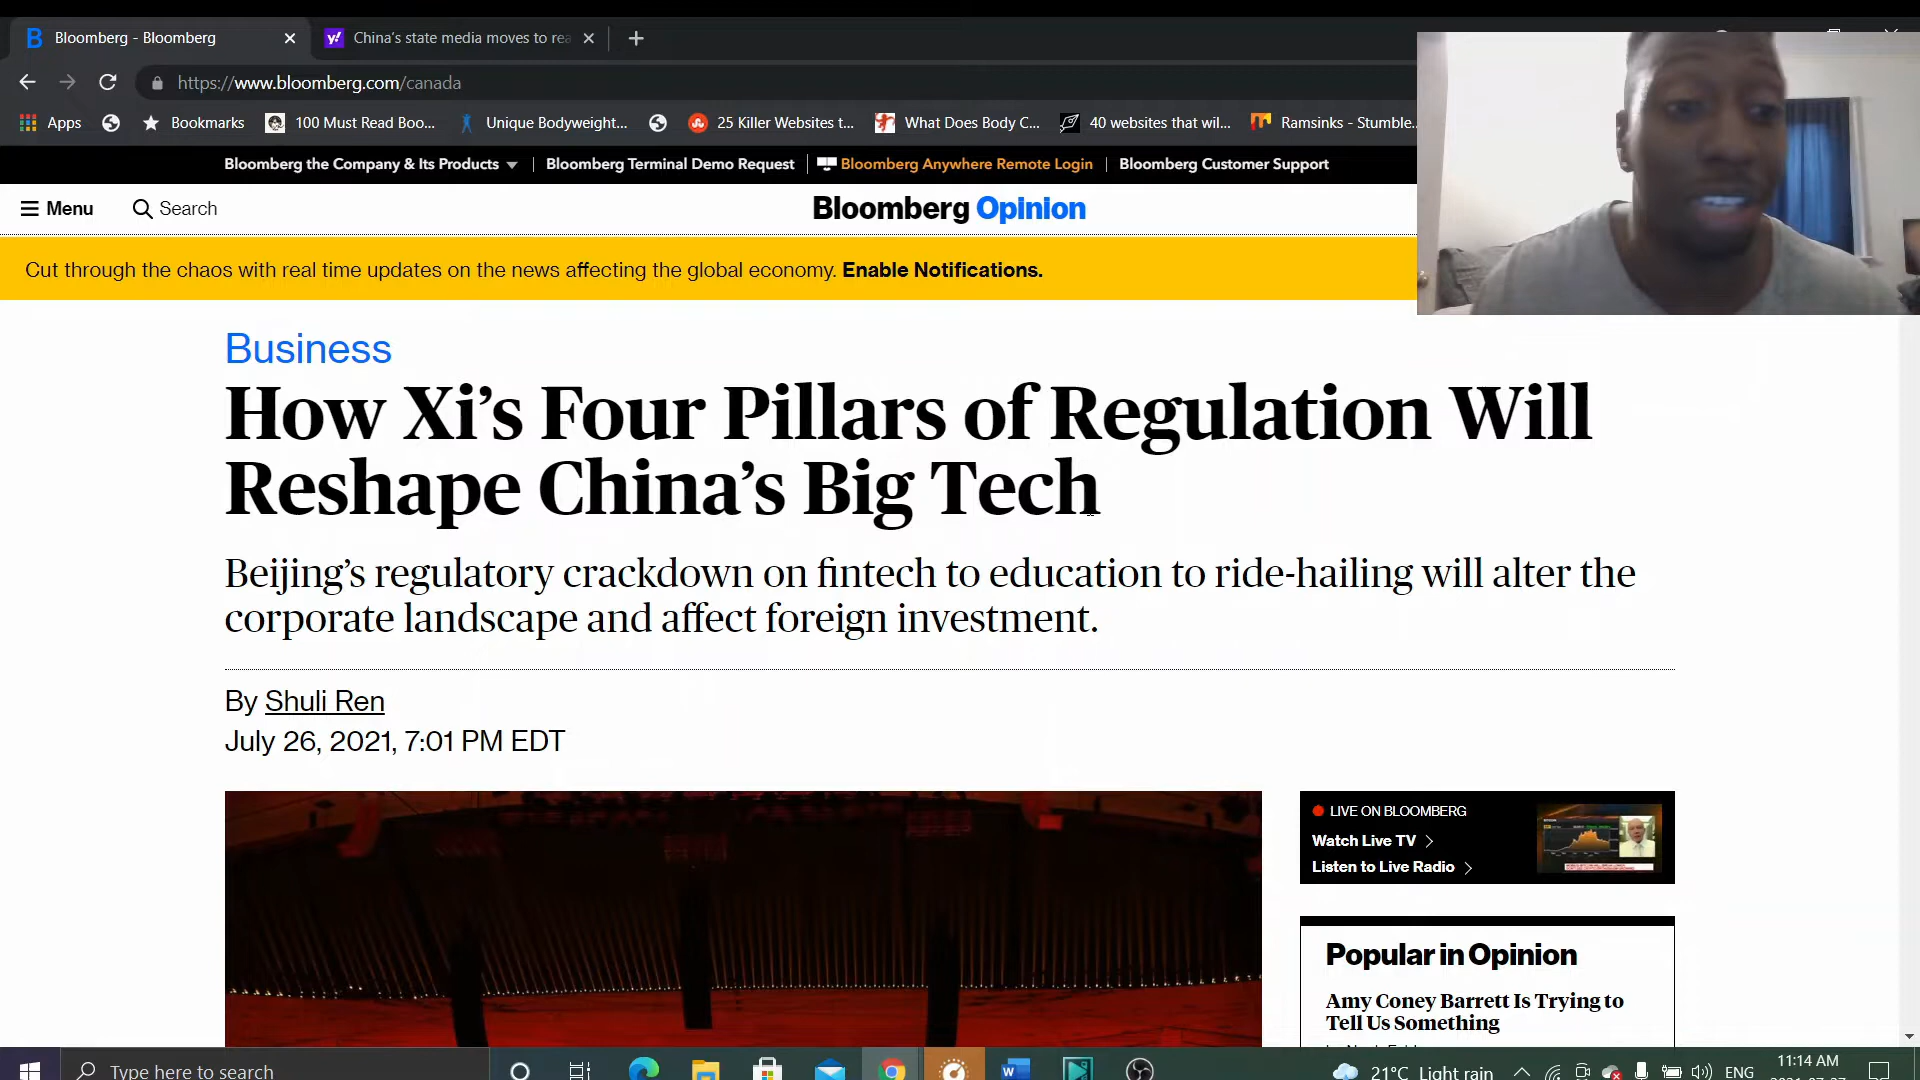 Bloomberg - Bloomberg
China's state media moves to rea
https://www.bloomberg.com/canada
Apps
Bookmarks
100 Must Read Boo...
Unique Bodyweight...
25 Killer Websites t...
What Does Body C...
40 websites that wil...
Ramsinks - Stumble...
Bloomberg the Company & Its Products
Bloomberg Terminal Demo Request
Bloomberg Anywhere Remote Login
Bloomberg Customer Support
Menu
Search
Bloomberg Opinion
Cut through the chaos with real time updates on the news affecting the global economy. Enable Notifications.
Business
How Xi's Four Pillars of Regulation Will
Reshape China's Big Tech
Beijing's regulatory crackdown on fintech to education to ride-hailing will alter the
corporate landscape and affect foreign investment.
By Shuli Ren
July 26, 2021, 7:01 PM EDT
LIVE ON BLOOMBERG
Watch Live TV
Listen to Live Radio
Popular in Opinion
Amy Coney Barrett Is Trying to
Tell Us Something
Type here to search
21°C Light rain
ENG
11:14 AM